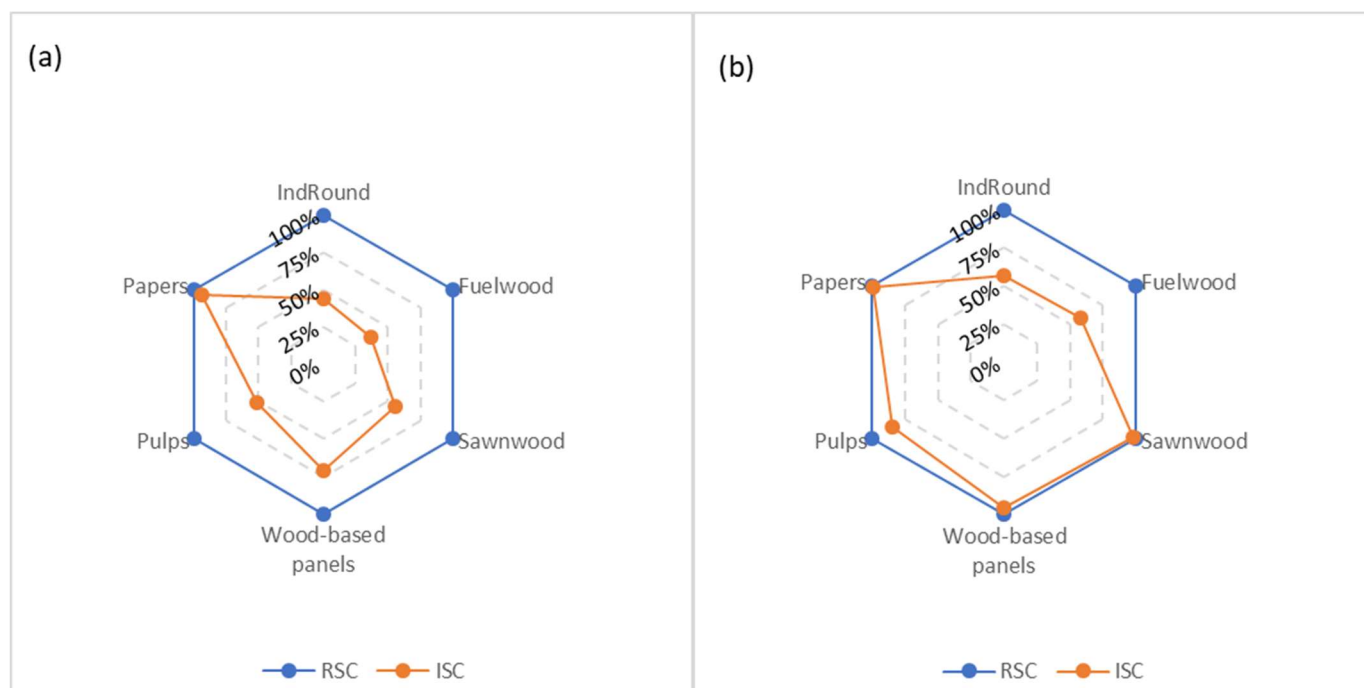 (a)
IndRound
100%
75%
50%
25%
0%
Papers
Fuelwood
Pulps
Sawnwood
Wood-based
panels
RSC
ISC
(b)
IndRound
100%
75%
50%
25%
0%
Papers
Fuelwood
Pulps
Sawnwood
Wood-based
panels
RSC
ISC